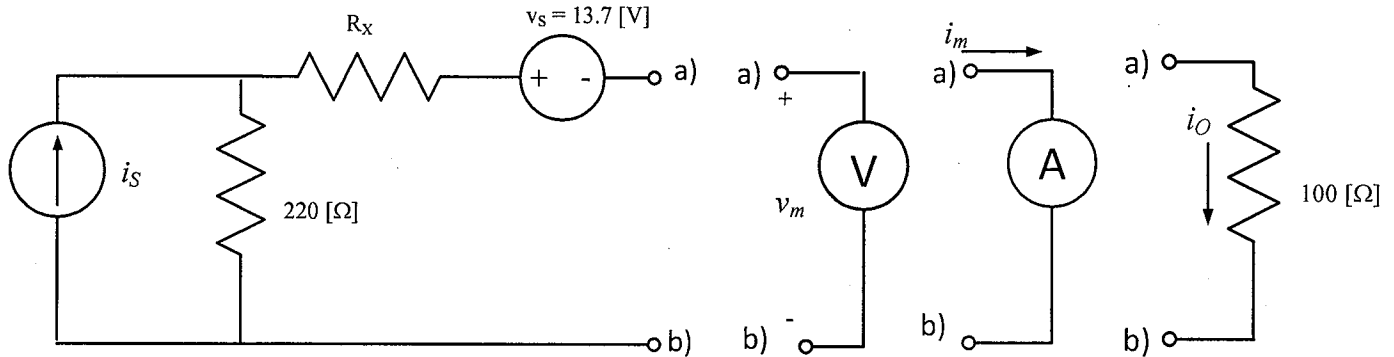 R_X
v_S = 13.7 [V]
+ -
a)
i_S
220 [Ω]
b)
a)
+
V
v_m
-
b)
i_m
a)
A
b)
a)
i_O
100 [Ω]
b)